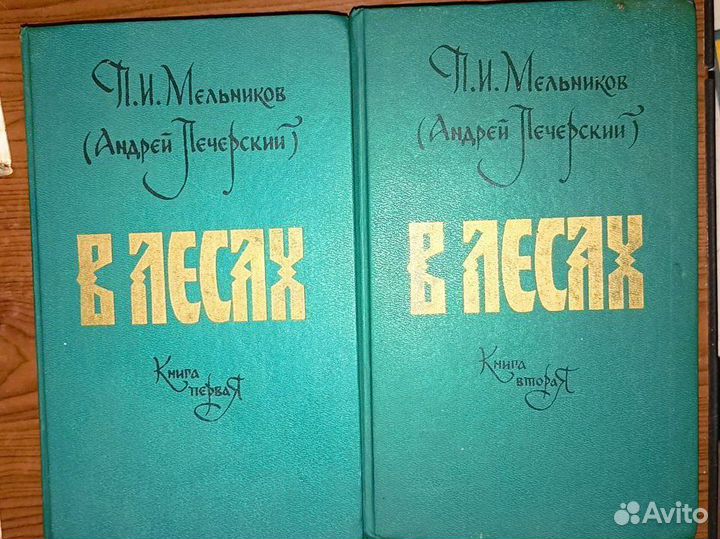 П.И. Мельников
(Андрей Печерский)
В ЛЕСАХ
Книга
первая
П.И. Мельников
(Андрей Печерский)
В ЛЕСАХ
Книга
вторая
Avito